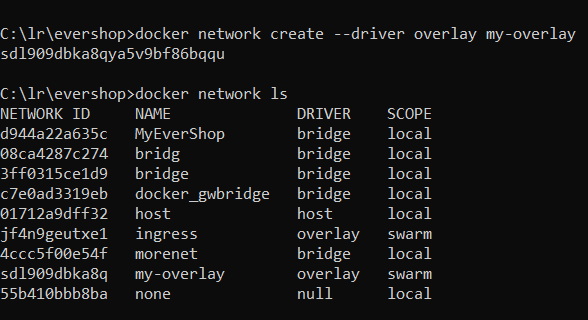 C:\lr\evershop>docker network create --driver overlay my-overlay
sdl909dbka8qya5v9bf86bqqu
C:\lr\evershop>docker network ls
NETWORK ID     NAME              DRIVER    SCOPE
d944a22a635c   MyEverShop        bridge    local
08ca4287c274   bridg             bridge    local
3ff0315ce1d9   bridge            bridge    local
c7e0ad3319eb   docker_gwbridge   bridge    local
01712a9dff32   host              host      local
jf4n9geutxe1   ingress           overlay   swarm
4ccc5f00e54f   morenet           bridge    local
sdl909dbka8q   my-overlay        overlay   swarm
55b410bbb8ba   none              null      local